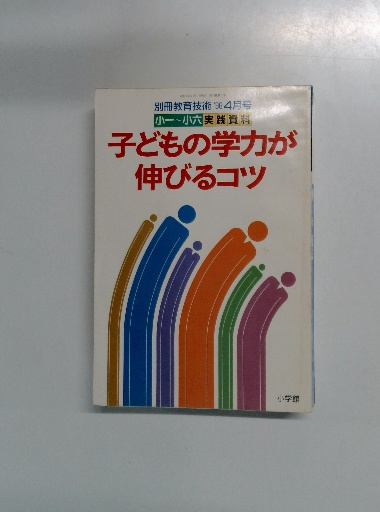 別冊教育技術 '86 4月号
小一～小六 実践資料
子どもの学力が
伸びるコツ
小学館